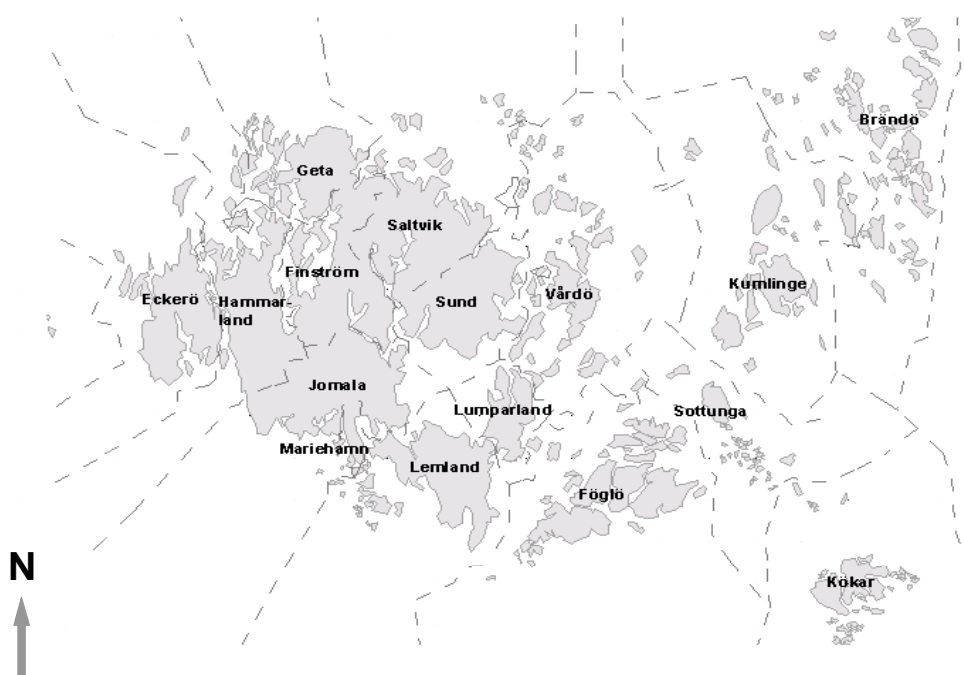 Brändö
Geta
Saltvik
Finström
Kumlinge
Eckerö
Hammar-
land
Sund
Vårdö
Jomala
Lumparland
Sottunga
Mariehamn
Lemland
Föglö
N
Kökar